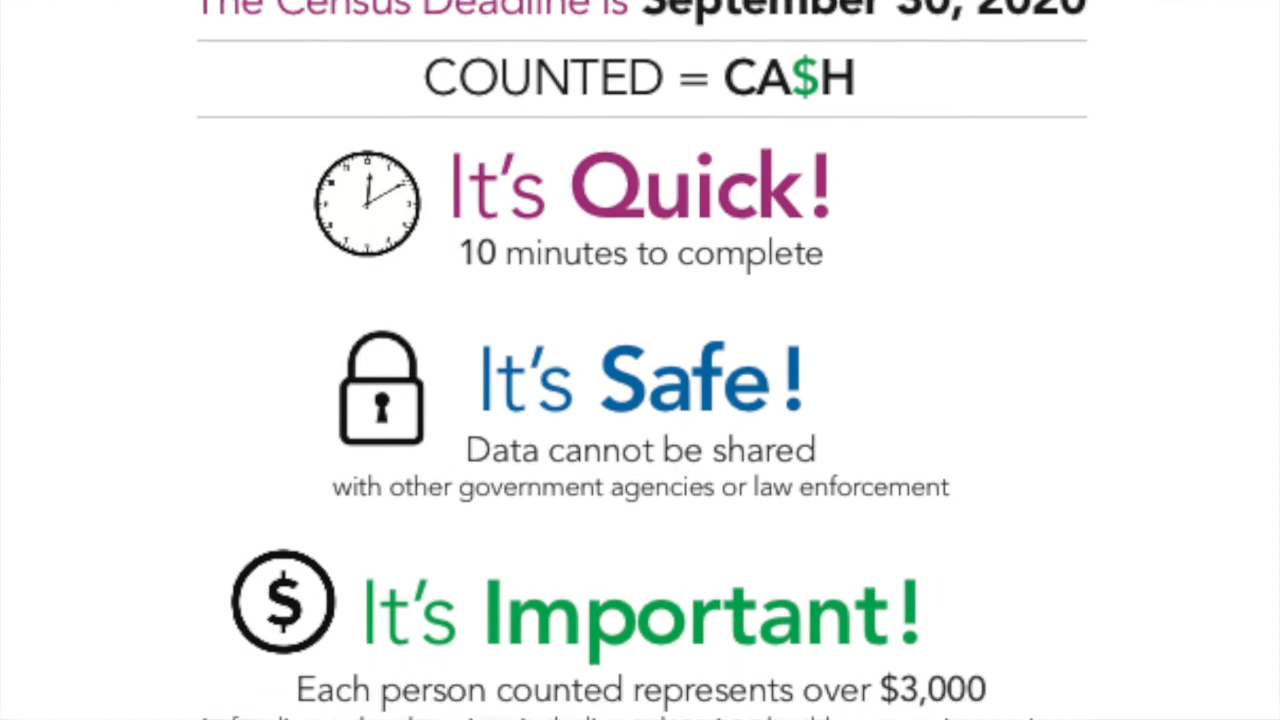 The Census Deadline is September 30, 2020
COUNTED = CA$H
It's Quick!
10 minutes to complete
It's Safe!
Data cannot be shared
with other government agencies or law enforcement
$
It's Important!
Each person counted represents over $3,000